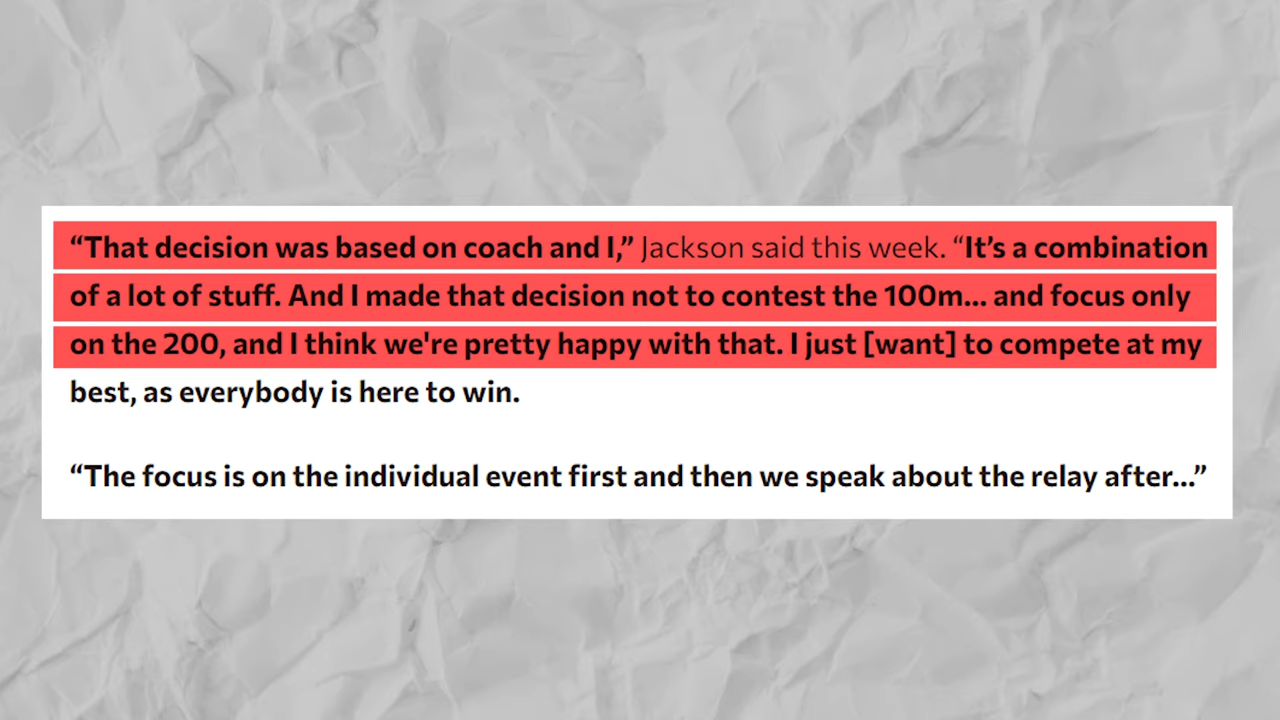 “That decision was based on coach and I,” Jackson said this week. “It’s a combination
of a lot of stuff. And I made that decision not to contest the 100m... and focus only
on the 200, and I think we're pretty happy with that. I just [want] to compete at my
best, as everybody is here to win.
“The focus is on the individual event first and then we speak about the relay after...”